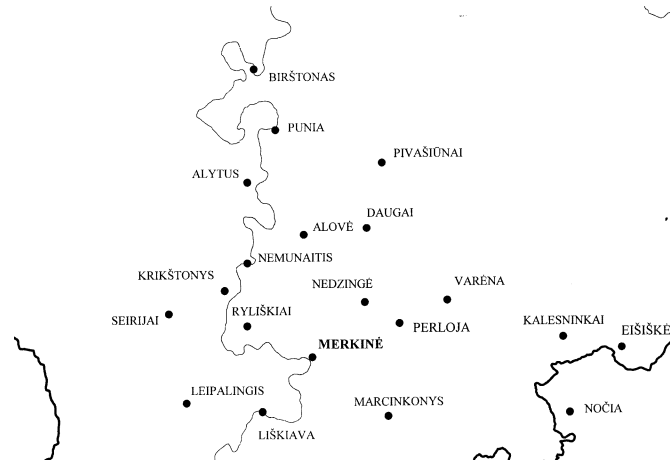 BIRŠTONAS
PUNIA
PIVAŠIŪNAI
ALYTUS
DAUGAI
ALOVĖ
NEMUNAITIS
KRIKŠTONYS
NEDZINGĖ
VARĖNA
SEIRIJAI
RYLIŠKIAI
PERLOJA
KALESNINKAI
EIŠIŠKĖ
MERKINĖ
LEIPALINGIS
MARCINKONYS
NOČIA
LIŠKIAVA